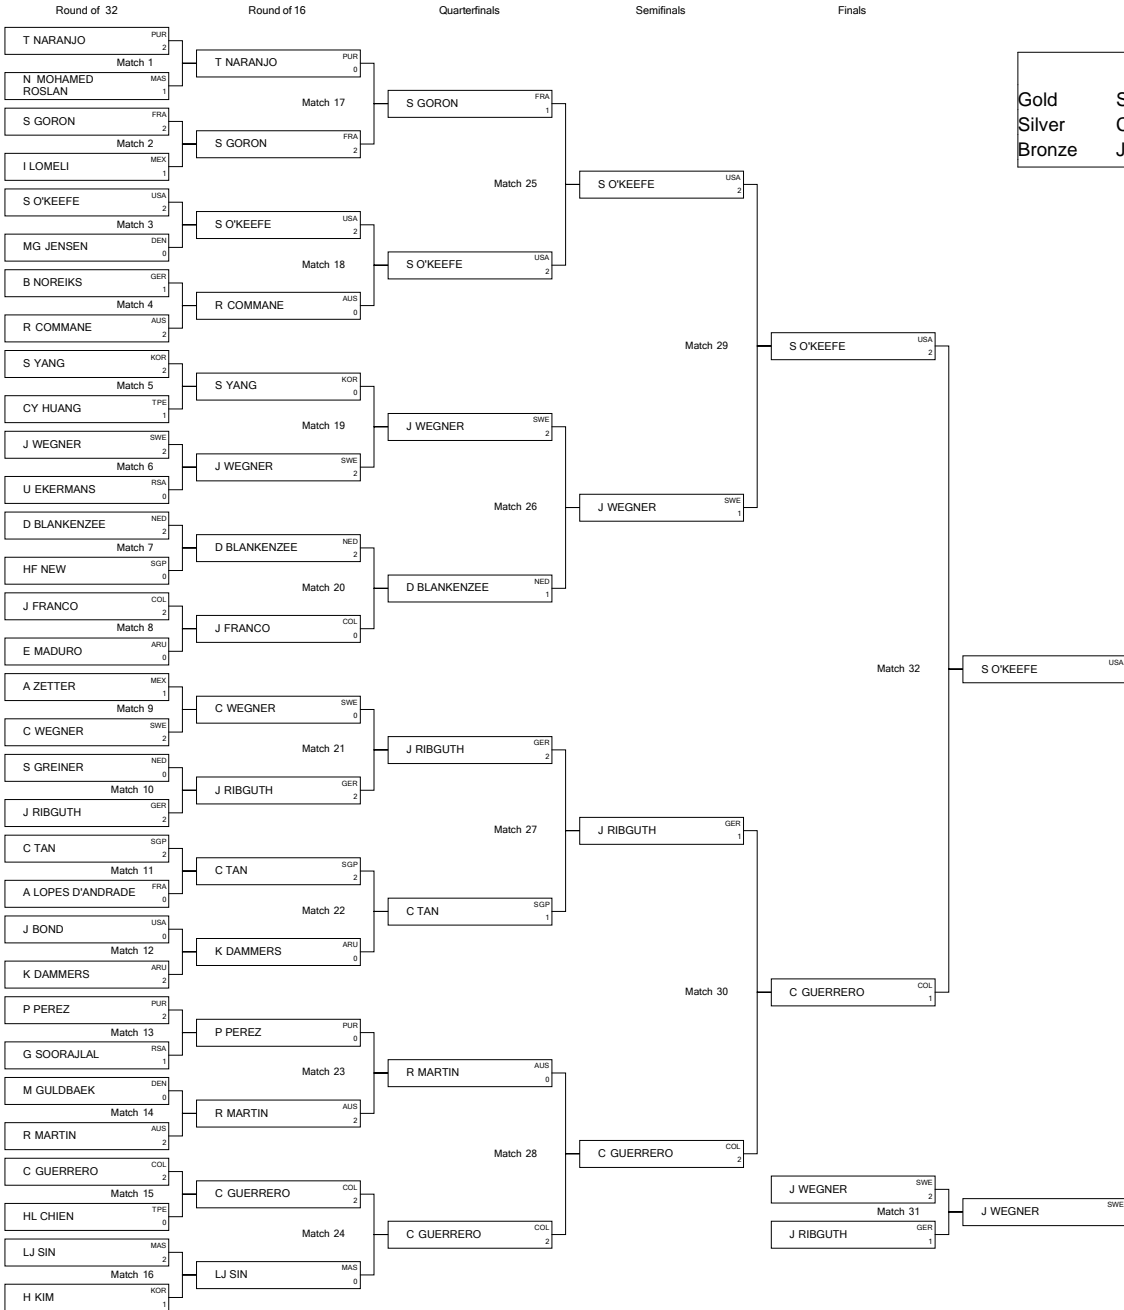 Round of 32 Round of 16 Quarterfinals Semifinals Finals
T NARANJO PUR 2
Match 1
N MOHAMED ROSLAN MAS 1
S GORON FRA 2
Match 2
I LOMELI MEX 1
S O'KEEFE USA 2
Match 3
MG JENSEN DEN 0
B NOREIKS GER 1
Match 4
R COMMANE AUS 2
S YANG KOR 2
Match 5
CY HUANG TPE 1
J WEGNER SWE 2
Match 6
U EKERMANS RSA 0
D BLANKENZEE NED 2
Match 7
HF NEW SGP 0
J FRANCO COL 2
Match 8
E MADURO ARU 0
A ZETTER MEX 1
Match 9
C WEGNER SWE 2
S GREINER NED 0
Match 10
J RIBGUTH GER 2
C TAN SGP 2
Match 11
A LOPES D'ANDRADE FRA 0
J BOND USA 0
Match 12
K DAMMERS ARU 2
P PEREZ PUR 2
Match 13
G SOORAJLAL RSA 1
M GULDBAEK DEN 0
Match 14
R MARTIN AUS 2
C GUERRERO COL 2
Match 15
HL CHIEN TPE 0
LJ SIN MAS 2
Match 16
H KIM KOR 1
T NARANJO PUR 0
Match 17
S GORON FRA 2
S O'KEEFE USA 2
Match 18
R COMMANE AUS 0
S YANG KOR 0
Match 19
J WEGNER SWE 2
D BLANKENZEE NED 2
Match 20
J FRANCO COL 0
C WEGNER SWE 0
Match 21
J RIBGUTH GER 2
C TAN SGP 2
Match 22
K DAMMERS ARU 0
P PEREZ PUR 0
Match 23
R MARTIN AUS 2
C GUERRERO COL 2
Match 24
LJ SIN MAS 0
S GORON FRA 1
Match 25
S O'KEEFE USA 2
J WEGNER SWE 2
Match 26
D BLANKENZEE NED 1
J RIBGUTH GER 2
Match 27
C TAN SGP 1
R MARTIN AUS 0
Match 28
C GUERRERO COL 2
S O'KEEFE USA 2
Match 29
J WEGNER SWE 1
J RIBGUTH GER 1
Match 30
C GUERRERO COL 2
S O'KEEFE USA 2
Match 32
C GUERRERO COL 1
J WEGNER SWE 2
Match 31
J RIBGUTH GER 1
S O'KEEFE USA
J WEGNER SWE
Gold S
Silver
Bronze J